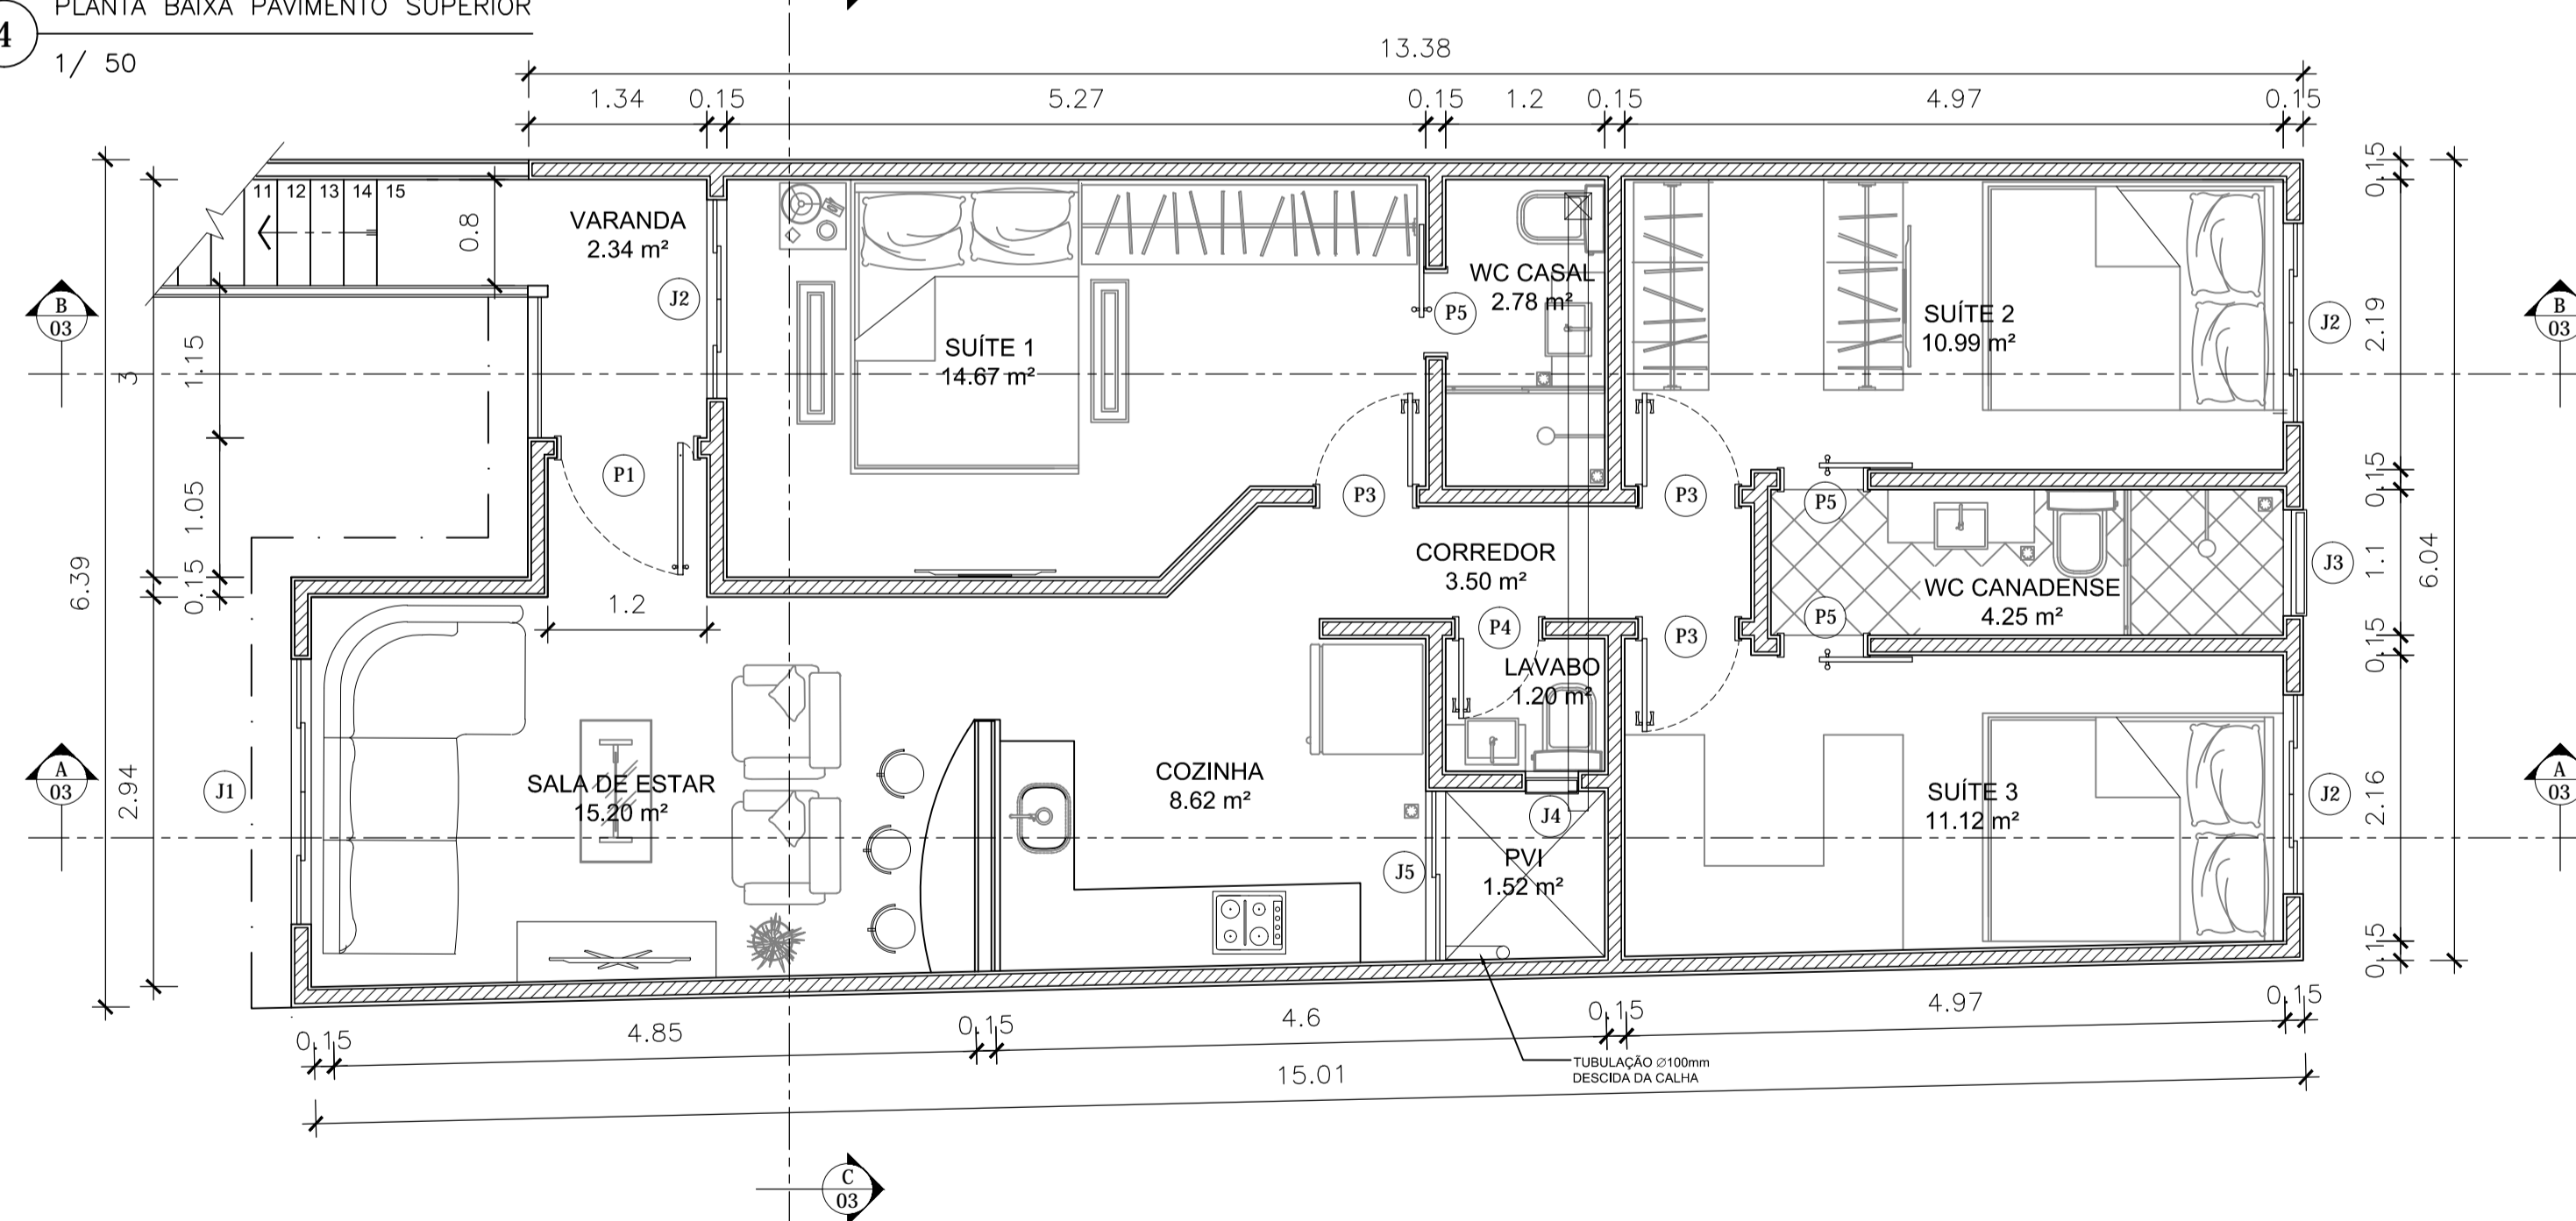 PLANTA BAIXA PAVIMENTO SUPERIOR
4
1/ 50
13.38
1.34
0.15
5.27
0.15
1.2
0.15
4.97
0.15
11
12
13
14
15
0.8
VARANDA
2.34 m²
J2
P1
1.2
SUÍTE 1
14.67 m²
P3
WC CASAL
2.78 m²
P5
SUÍTE 2
10.99 m²
J2
P3
P5
WC CANADENSE
4.25 m²
P5
J3
CORREDOR
3.50 m²
P4
P3
LAVABO
1.20 m²
J4
PVI
1.52 m²
J5
COZINHA
8.62 m²
SALA DE ESTAR
15.20 m²
J1
SUÍTE 3
11.12 m²
J2
B
03
B
03
A
03
A
03
C
03
6.39
3
2.94
1.15
1.05
0.15
0.15
2.19
0.15
1.1
0.15
2.16
0.15
6.04
0.15
4.85
0.15
4.6
0.15
4.97
0.15
15.01
TUBULAÇÃO Ø100mm
DESCIDA DA CALHA